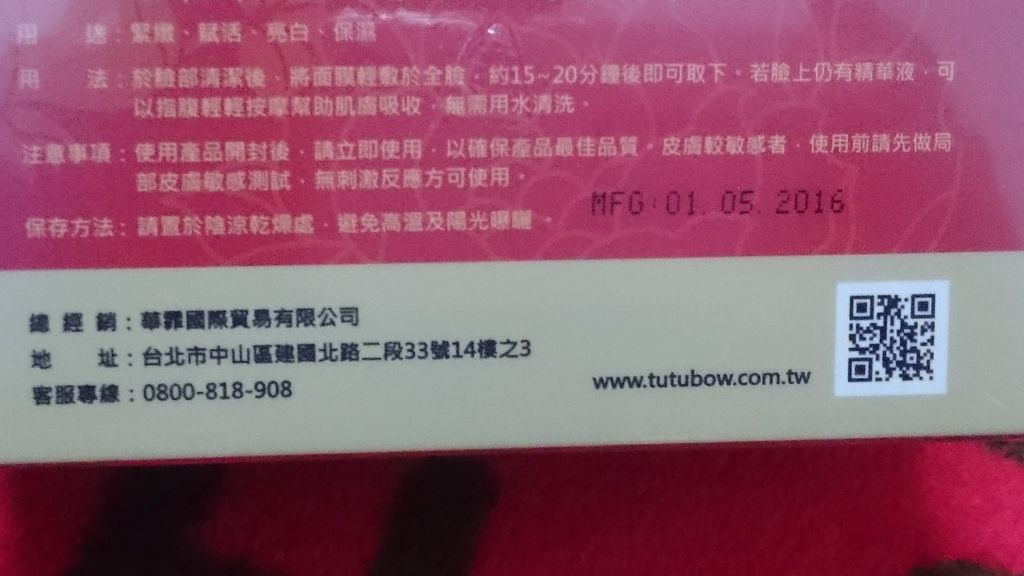 用 途：緊緻、賦活、亮白、保濕
用 法：於臉部清潔後，將面膜輕敷於全臉，約15~20分鐘後即可取下。若臉上仍有精華液，可
以指腹輕輕按摩幫助肌膚吸收，無需用水清洗。
注意事項：使用產品開封後，請立即使用，以確保產品最佳品質。皮膚較敏感者，使用前請先做局
部皮膚敏感測試，無刺激反應方可使用。
MFG:01.05.2016
保存方法：請置於陰涼乾燥處，避免高溫及陽光曝曬。
總 經 銷：華霏國際貿易有限公司
地 址：台北市中山區建國北路二段33號14樓之3
客服專線：0800-818-908
www.tutubow.com.tw